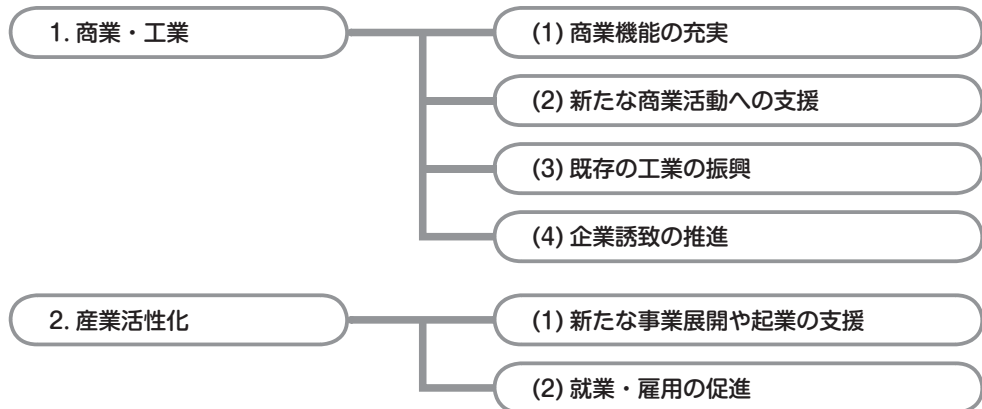 1. 商業・工業
(1) 商業機能の充実
(2) 新たな商業活動への支援
(3) 既存の工業の振興
(4) 企業誘致の推進
2. 産業活性化
(1) 新たな事業展開や起業の支援
(2) 就業・雇用の促進